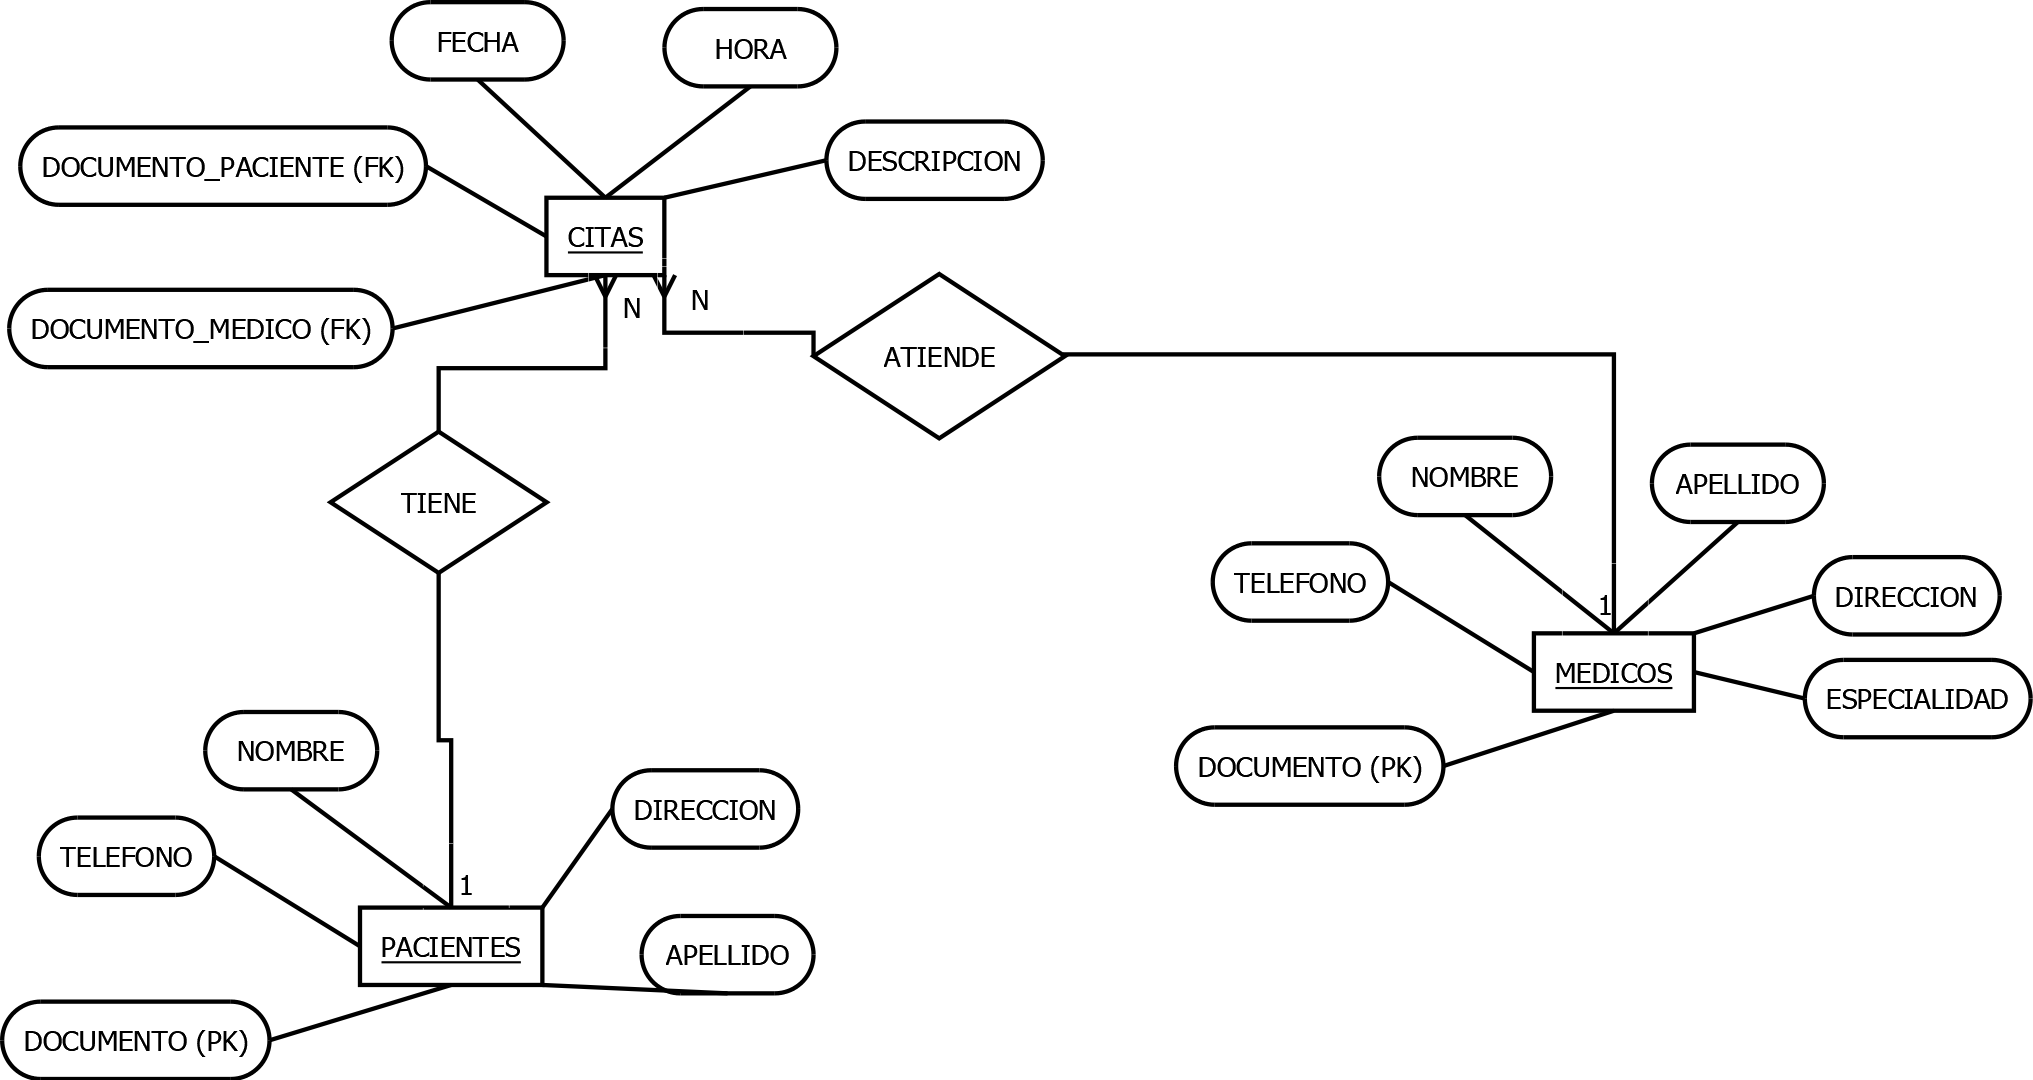 FECHA
HORA
DOCUMENTO_PACIENTE (FK)
DESCRIPCION
CITAS
DOCUMENTO_MEDICO (FK)
N
N
ATIENDE
TIENE
NOMBRE
APELLIDO
TELEFONO
DIRECCION
1
MEDICOS
ESPECIALIDAD
DOCUMENTO (PK)
NOMBRE
DIRECCION
TELEFONO
1
PACIENTES
APELLIDO
DOCUMENTO (PK)